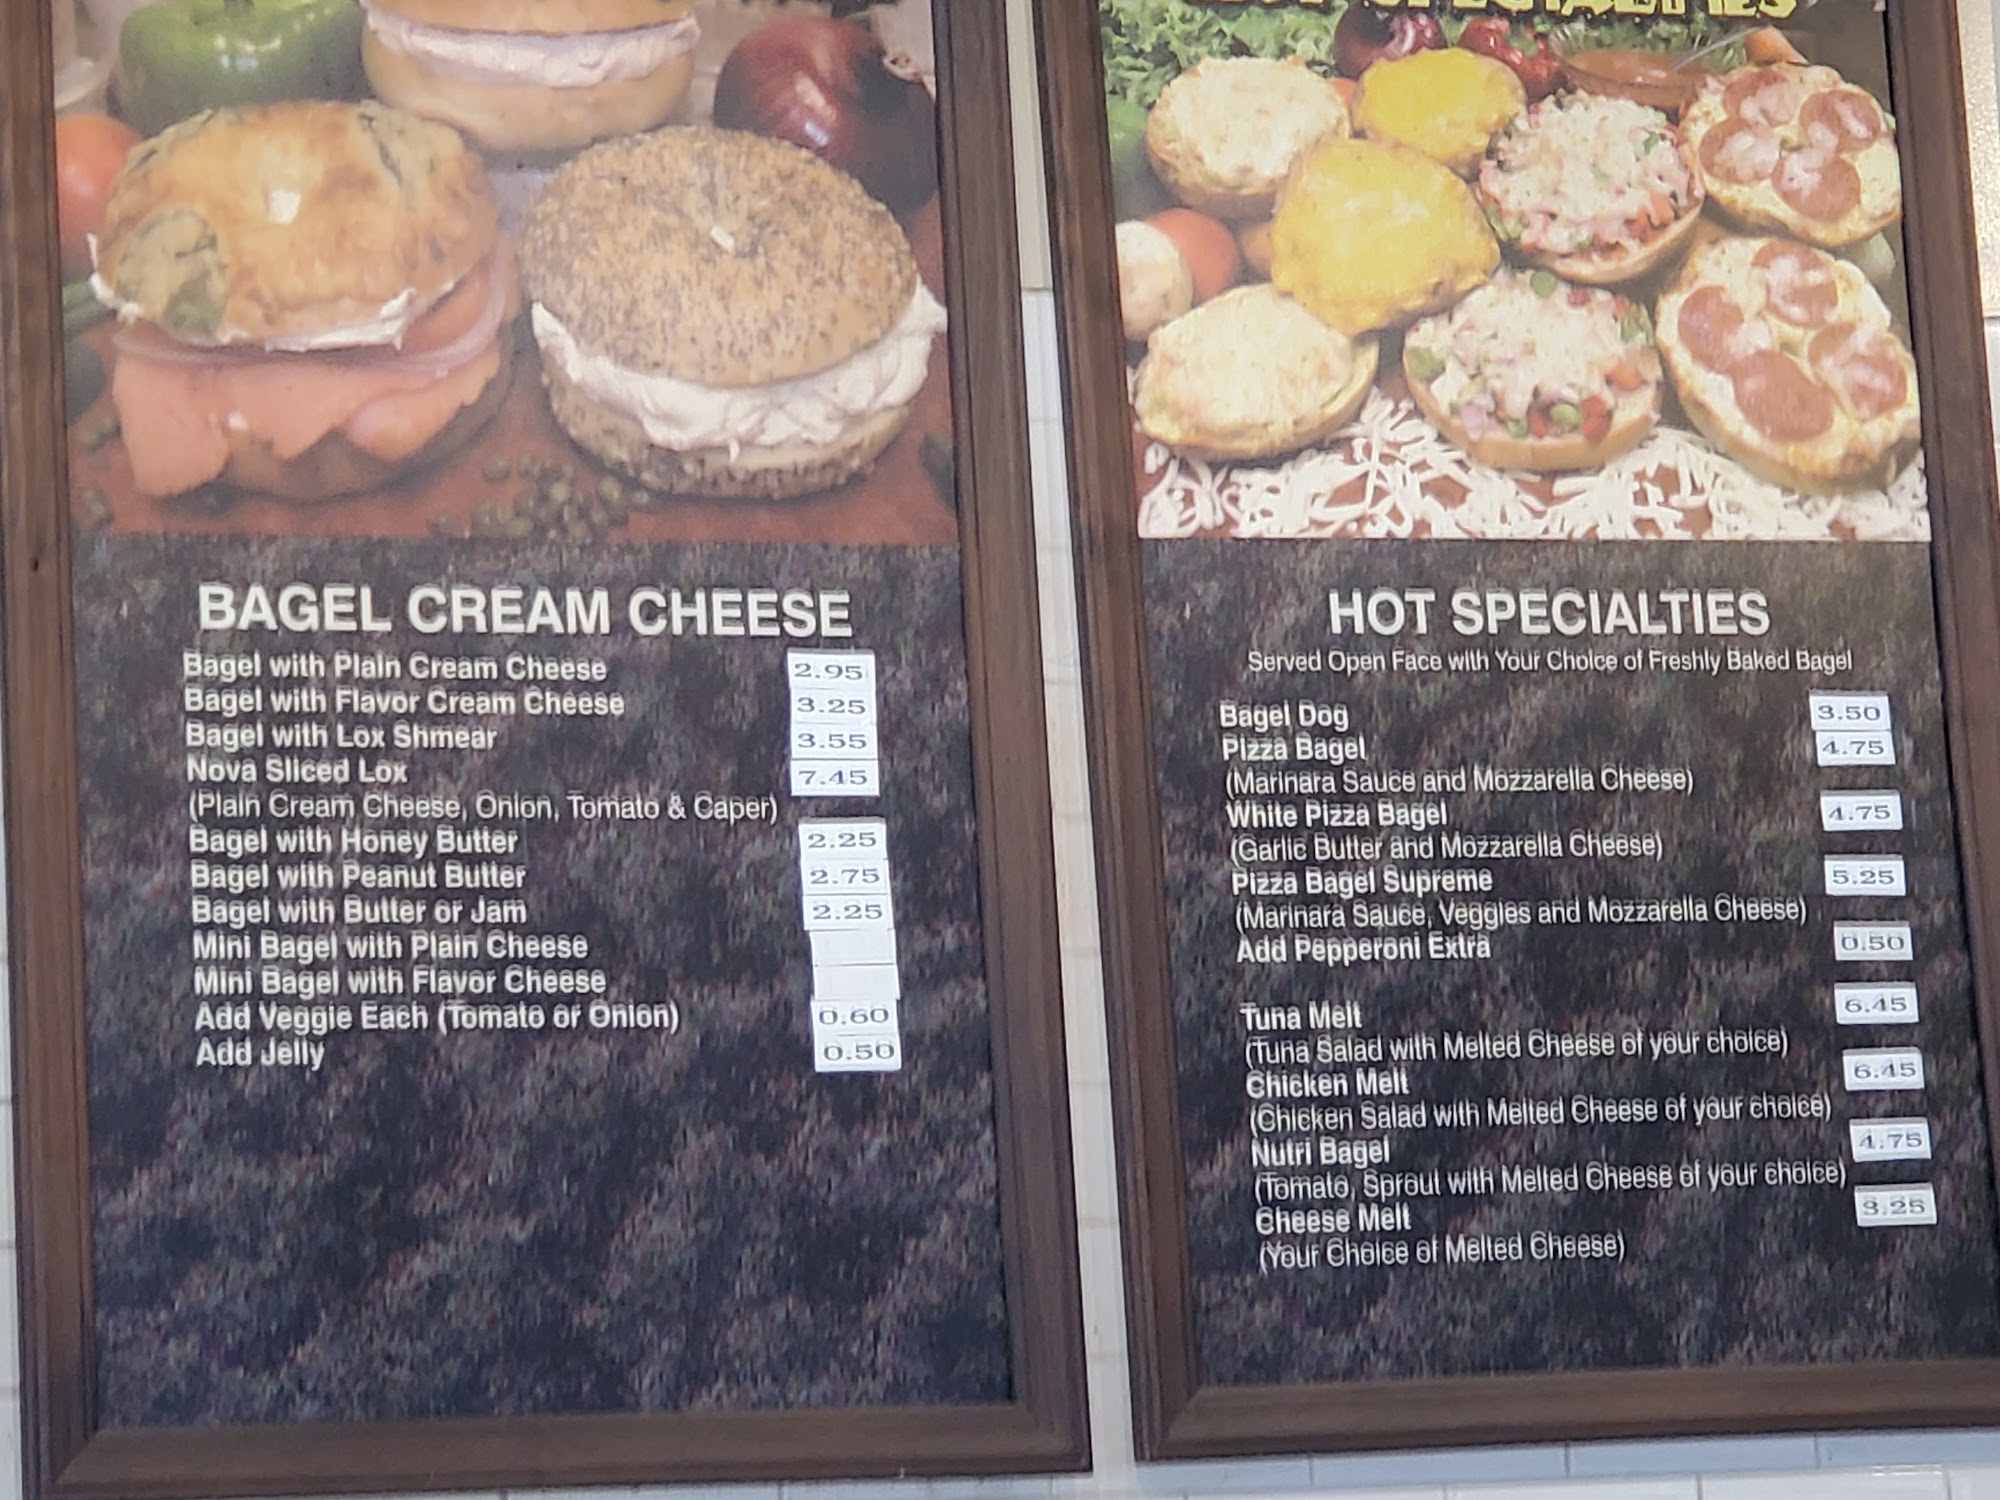 BAGEL CREAM CHEESE
Bagel with Plain Cream Cheese 2.95
Bagel with Flavor Cream Cheese 3.25
Bagel with Lox Shmear 3.55
Nova Sliced Lox 7.45
(Plain Cream Cheese, Onion, Tomato & Caper)
Bagel with Honey Butter 2.25
Bagel with Peanut Butter 2.75
Bagel with Butter or Jam 2.25
Mini Bagel with Plain Cheese
Mini Bagel with Flavor Cheese
Add Veggie Each (Tomato or Onion) 0.60
Add Jelly 0.50
SPECIALTIES
HOT SPECIALTIES
Served Open Face with Your Choice of Freshly Baked Bagel
Bagel Dog 3.50
Pizza Bagel 4.75
(Marinara Sauce and Mozzarella Cheese)
White Pizza Bagel 4.75
(Garlic Butter and Mozzarella Cheese)
Pizza Bagel Supreme 5.25
(Marinara Sauce, Veggies and Mozzarella Cheese)
Add Pepperoni Extra 0.50
Tuna Melt 6.45
(Tuna Salad with Melted Cheese of your choice)
Chicken Melt 6.45
(Chicken Salad with Melted Cheese of your choice)
Nutri Bagel 4.75
(Tomato, Sprout with Melted Cheese of your choice)
Cheese Melt 3.25
(Your Choice of Melted Cheese)